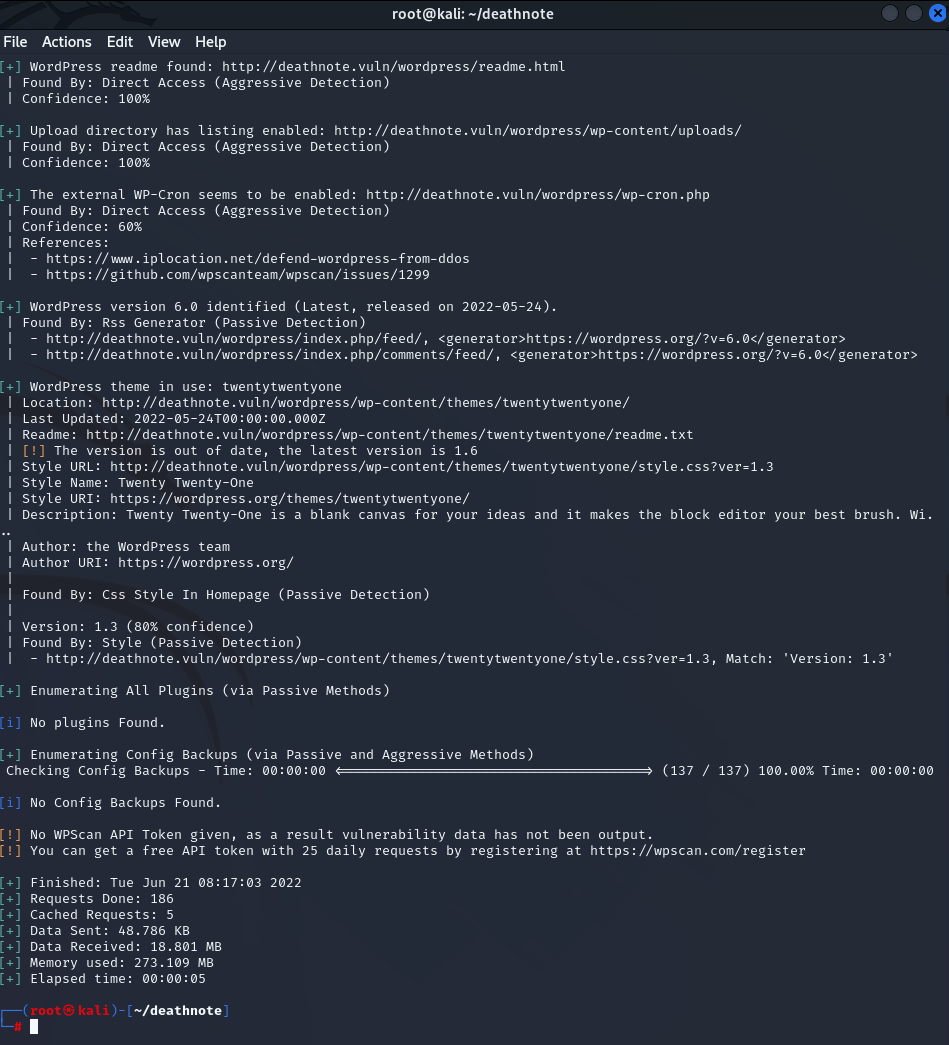 root@kali: ~/deathnote
File Actions Edit View Help
[+] WordPress readme found: http://deathnote.vuln/wordpress/readme.html
 | Found By: Direct Access (Aggressive Detection)
 | Confidence: 100%

[+] Upload directory has listing enabled: http://deathnote.vuln/wordpress/wp-content/uploads/
 | Found By: Direct Access (Aggressive Detection)
 | Confidence: 100%

[+] The external WP-Cron seems to be enabled: http://deathnote.vuln/wordpress/wp-cron.php
 | Found By: Direct Access (Aggressive Detection)
 | Confidence: 60%
 | References:
 |  - https://www.iplocation.net/defend-wordpress-from-ddos
 |  - https://github.com/wpscanteam/wpscan/issues/1299

[+] WordPress version 6.0 identified (Latest, released on 2022-05-24).
 | Found By: Rss Generator (Passive Detection)
 |  - http://deathnote.vuln/wordpress/index.php/feed/, <generator>https://wordpress.org/?v=6.0</generator>
 |  - http://deathnote.vuln/wordpress/index.php/comments/feed/, <generator>https://wordpress.org/?v=6.0</generator>

[+] WordPress theme in use: twentytwentyone
 | Location: http://deathnote.vuln/wordpress/wp-content/themes/twentytwentyone/
 | Last Updated: 2022-05-24T00:00:00.000Z
 | Readme: http://deathnote.vuln/wordpress/wp-content/themes/twentytwentyone/readme.txt
 | [!] The version is out of date, the latest version is 1.6
 | Style URL: http://deathnote.vuln/wordpress/wp-content/themes/twentytwentyone/style.css?ver=1.3
 | Style Name: Twenty Twenty-One
 | Style URI: https://wordpress.org/themes/twentytwentyone/
 | Description: Twenty Twenty-One is a blank canvas for your ideas and it makes the block editor your best brush. Wi.
..
 | Author: the WordPress team
 | Author URI: https://wordpress.org/
 |
 | Found By: Css Style In Homepage (Passive Detection)
 |
 | Version: 1.3 (80% confidence)
 | Found By: Style (Passive Detection)
 |  - http://deathnote.vuln/wordpress/wp-content/themes/twentytwentyone/style.css?ver=1.3, Match: 'Version: 1.3'

[+] Enumerating All Plugins (via Passive Methods)

[i] No plugins Found.

[+] Enumerating Config Backups (via Passive and Aggressive Methods)
 Checking Config Backups - Time: 00:00:00 <=======================================> (137 / 137) 100.00% Time: 00:00:00

[i] No Config Backups Found.

[!] No WPScan API Token given, as a result vulnerability data has not been output.
[!] You can get a free API token with 25 daily requests by registering at https://wpscan.com/register

[+] Finished: Tue Jun 21 08:17:03 2022
[+] Requests Done: 186
[+] Cached Requests: 5
[+] Data Sent: 48.786 KB
[+] Data Received: 18.801 MB
[+] Memory used: 273.109 MB
[+] Elapsed time: 00:00:05

┌──(root㉿kali)-[~/deathnote]
└─#